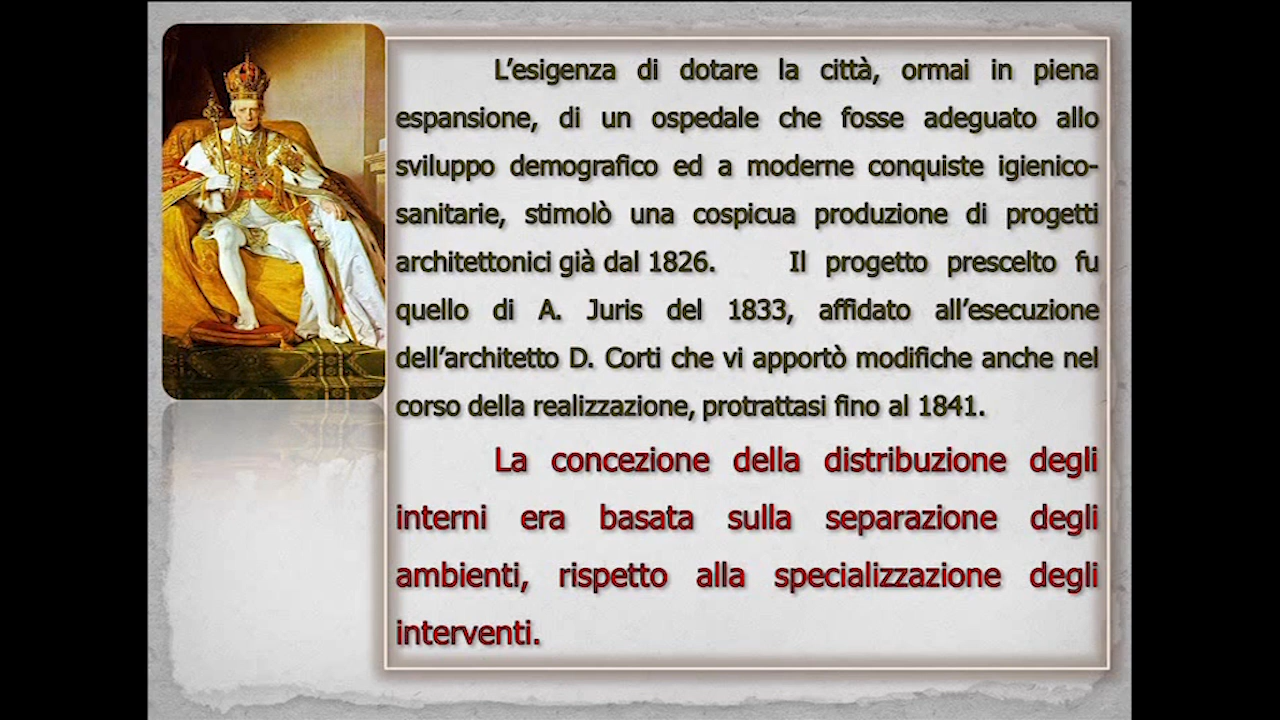 L’esigenza di dotare la città, ormai in piena
espansione, di un ospedale che fosse adeguato allo
sviluppo demografico ed a moderne conquiste igienico-
sanitarie, stimolò una cospicua produzione di progetti
architettonici già dal 1826. Il progetto prescelto fu
quello di A. Juris del 1833, affidato all’esecuzione
dell’architetto D. Corti che vi apportò modifiche anche nel
corso della realizzazione, protrattasi fino al 1841.
La concezione della distribuzione degli
interni era basata sulla separazione degli
ambienti, rispetto alla specializzazione degli
interventi.